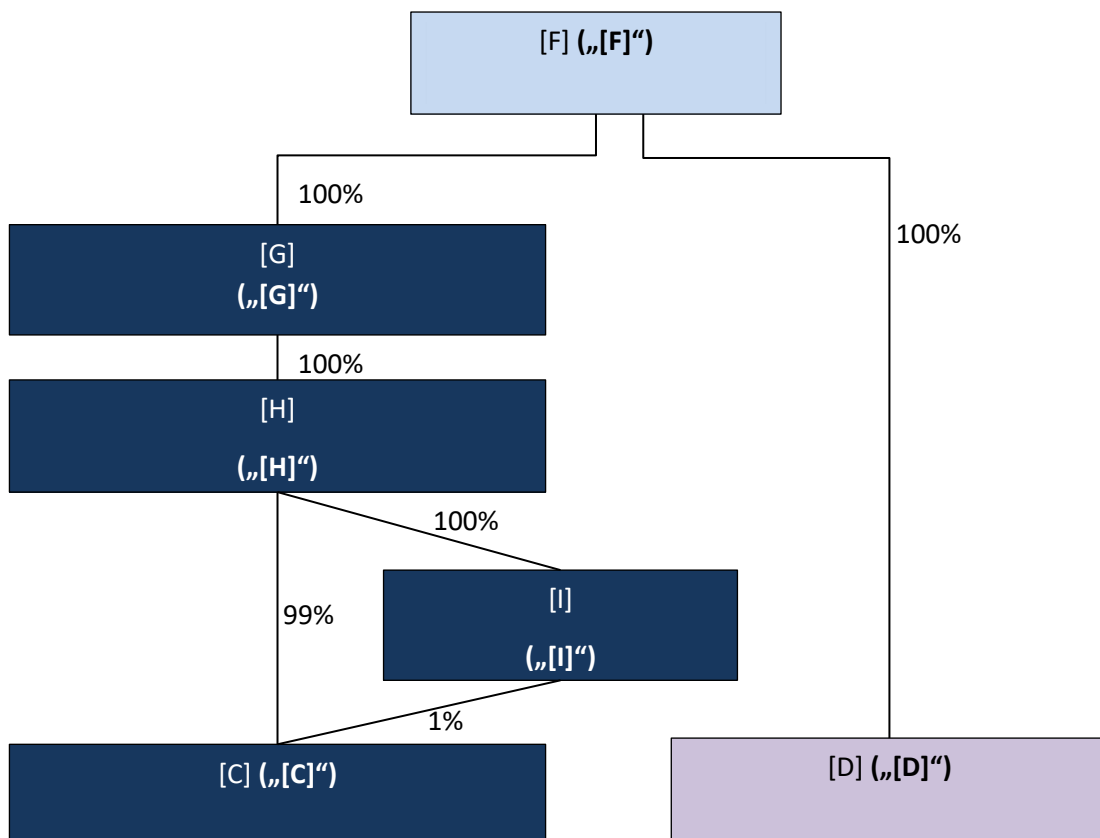 [F] („[F]“)
100%
100%
[G]
(„[G]“)
100%
[H]
(„[H]“)
100%
[I]
(„[I]“)
99%
1%
[C] („[C]“)
[D] („[D]“)